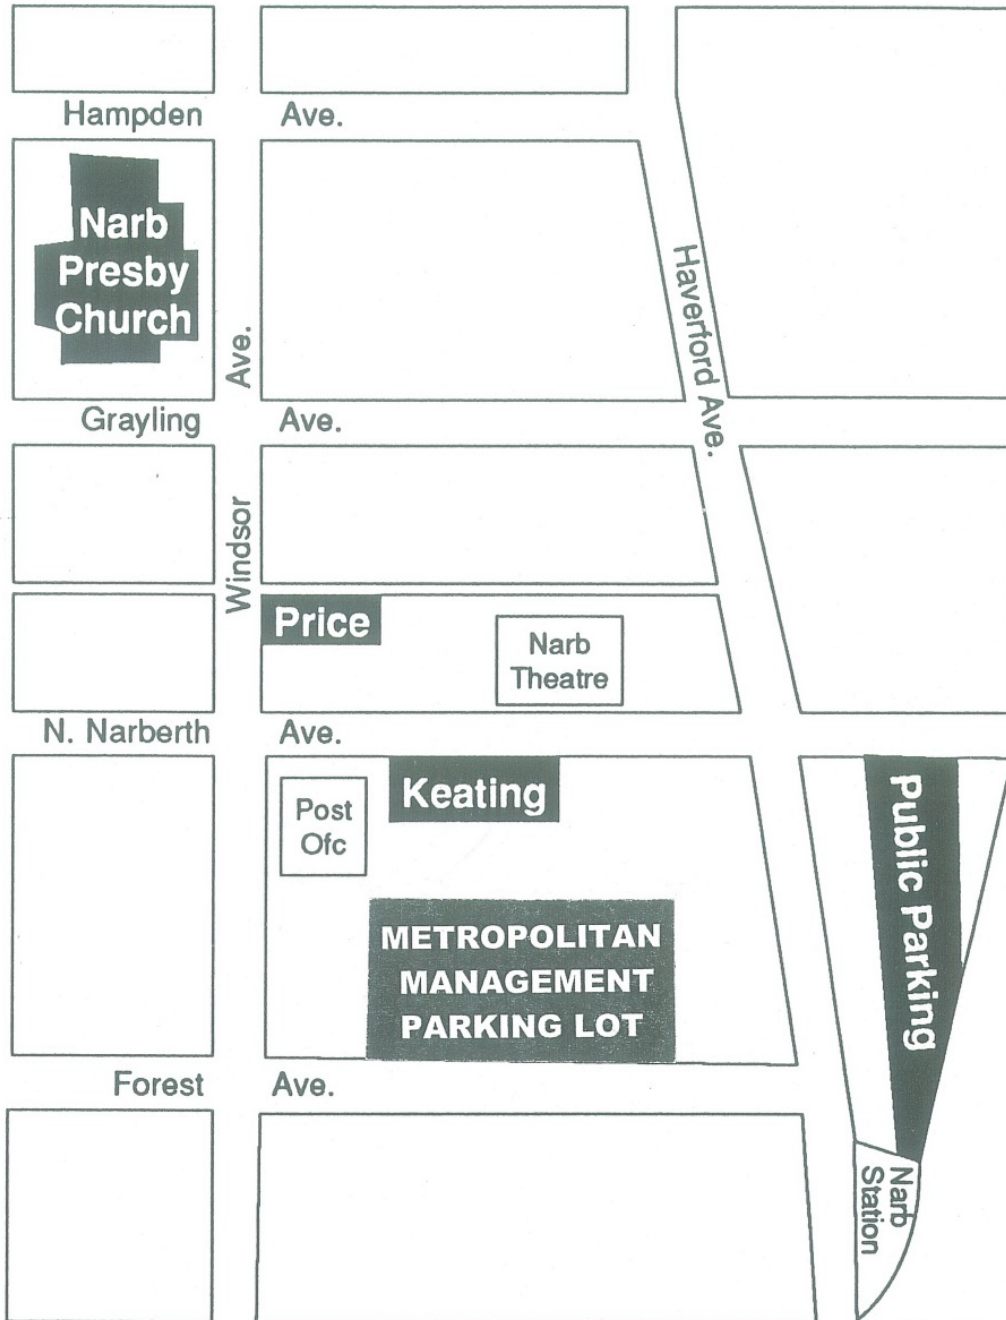 Hampden Ave.
Narb
Presby
Church
Haverford Ave.
Windsor Ave.
Grayling Ave.
Price
Narb
Theatre
N. Narberth Ave.
Post
Ofc
Keating
Public Parking
METROPOLITAN
MANAGEMENT
PARKING LOT
Forest Ave.
Narb
Station